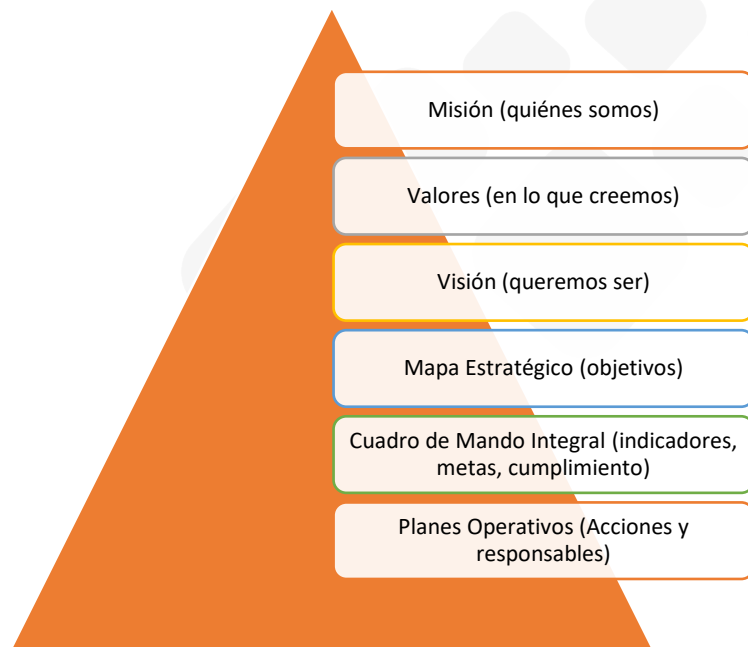 Misión (quiénes somos)
Valores (en lo que creemos)
Visión (queremos ser)
Mapa Estratégico (objetivos)
Cuadro de Mando Integral (indicadores,
metas, cumplimiento)
Planes Operativos (Acciones y
responsables)